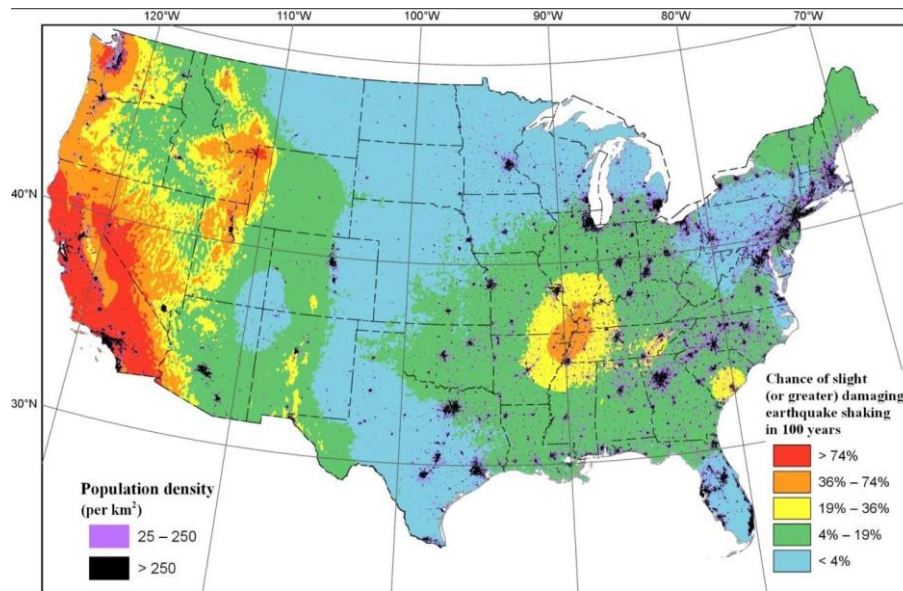 120°W 110°W 100°W 90°W 80°W 70°W
40°N
30°N
Population density
(per km²)
25 – 250
> 250
Chance of slight
(or greater) damaging
earthquake shaking
in 100 years
> 74%
36% – 74%
19% – 36%
4% – 19%
< 4%